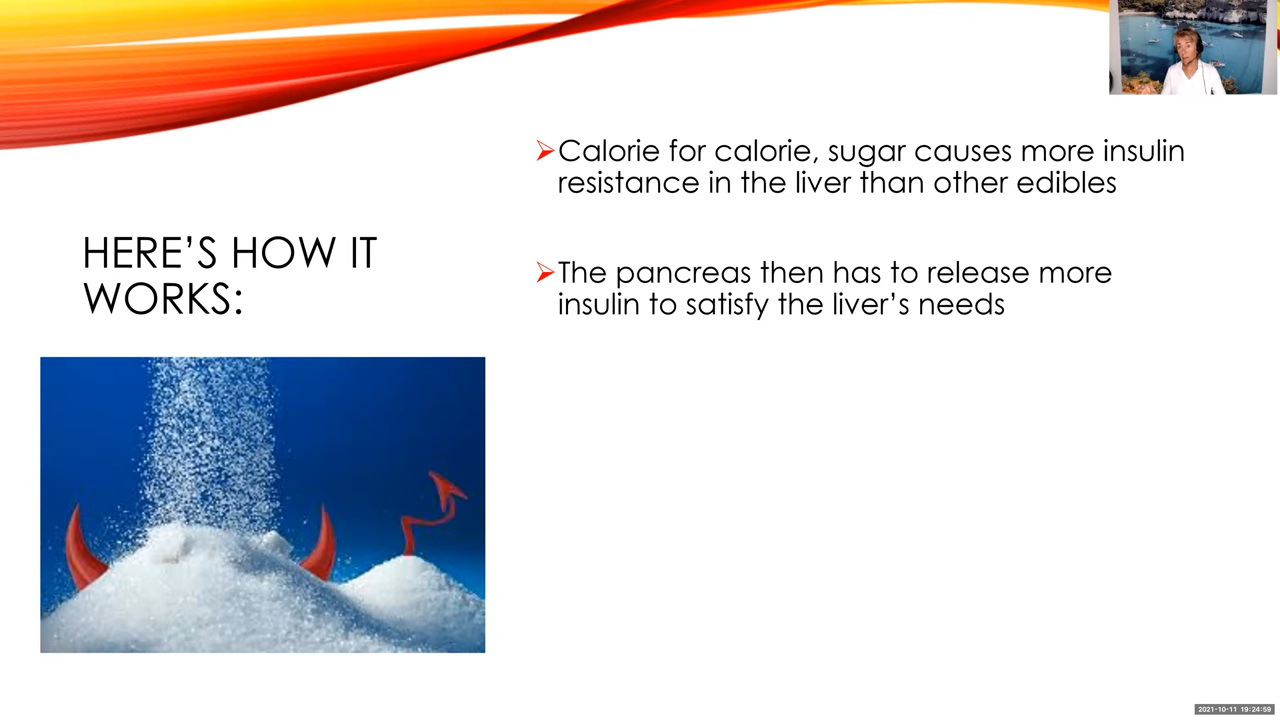 HERE’S HOW IT
WORKS:
➢Calorie for calorie, sugar causes more insulin
resistance in the liver than other edibles
➢The pancreas then has to release more
insulin to satisfy the liver’s needs
2021-10-11 19:24:59